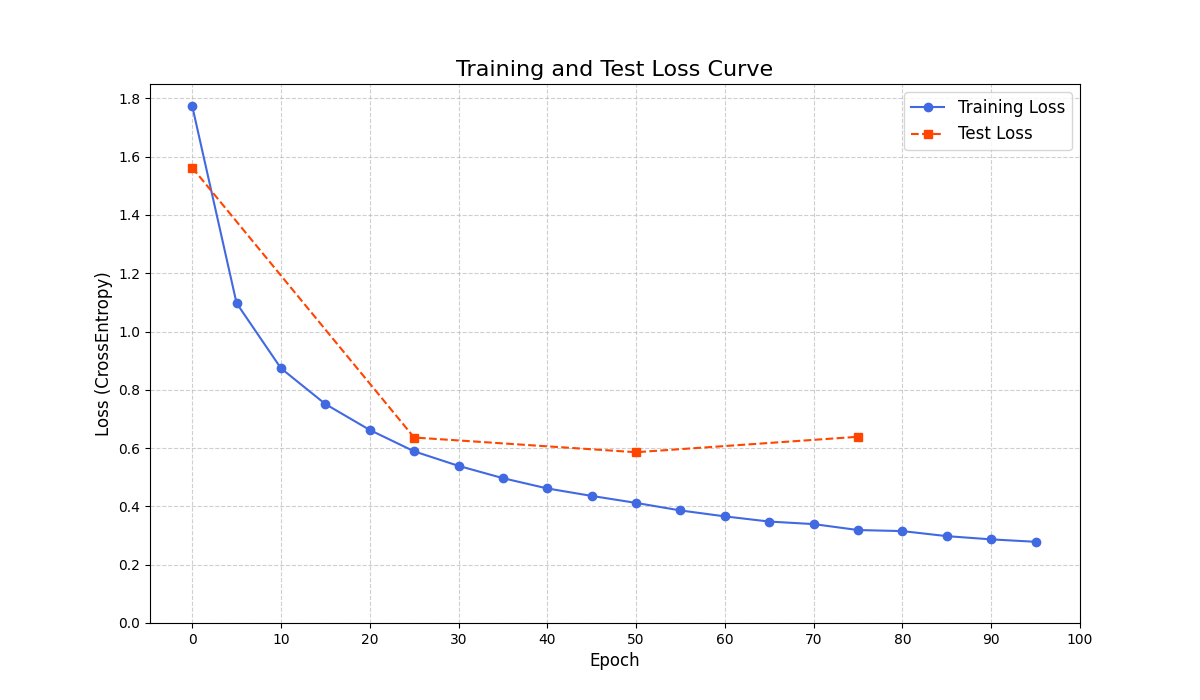 Training and Test Loss Curve
Training Loss
Test Loss
Loss (CrossEntropy)
1.8
1.6
1.4
1.2
1.0
0.8
0.6
0.4
0.2
0.0
0 10 20 30 40 50 60 70 80 90 100
Epoch